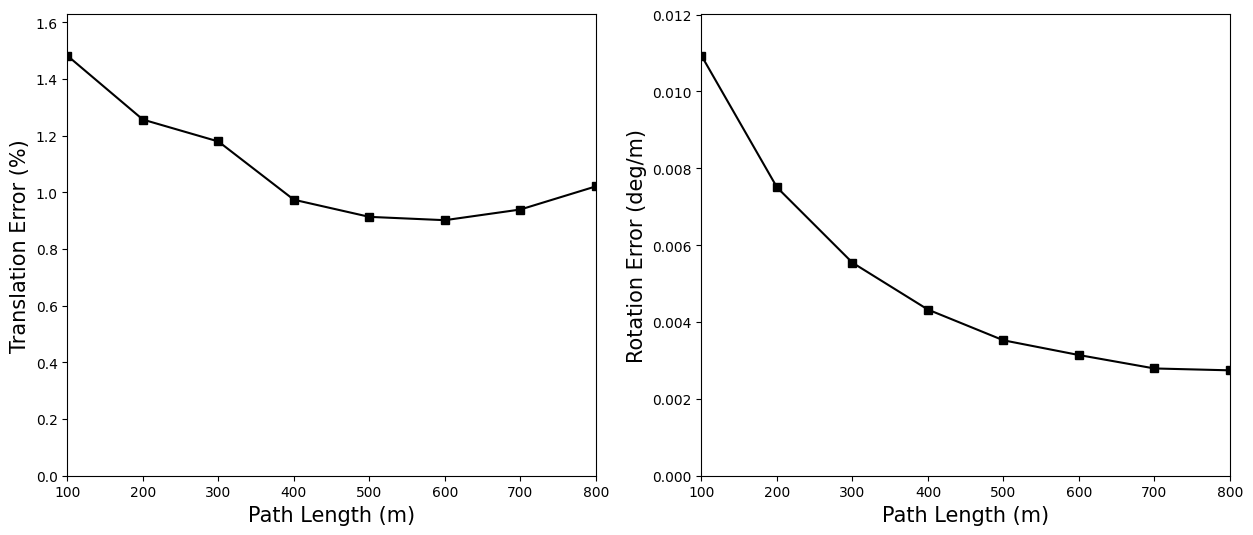 1.6
1.4
1.2
1.0
0.8
0.6
0.4
0.2
0.0
Translation Error (%)
100 200 300 400 500 600 700 800
Path Length (m)
0.012
0.010
0.008
0.006
0.004
0.002
0.000
Rotation Error (deg/m)
100 200 300 400 500 600 700 800
Path Length (m)